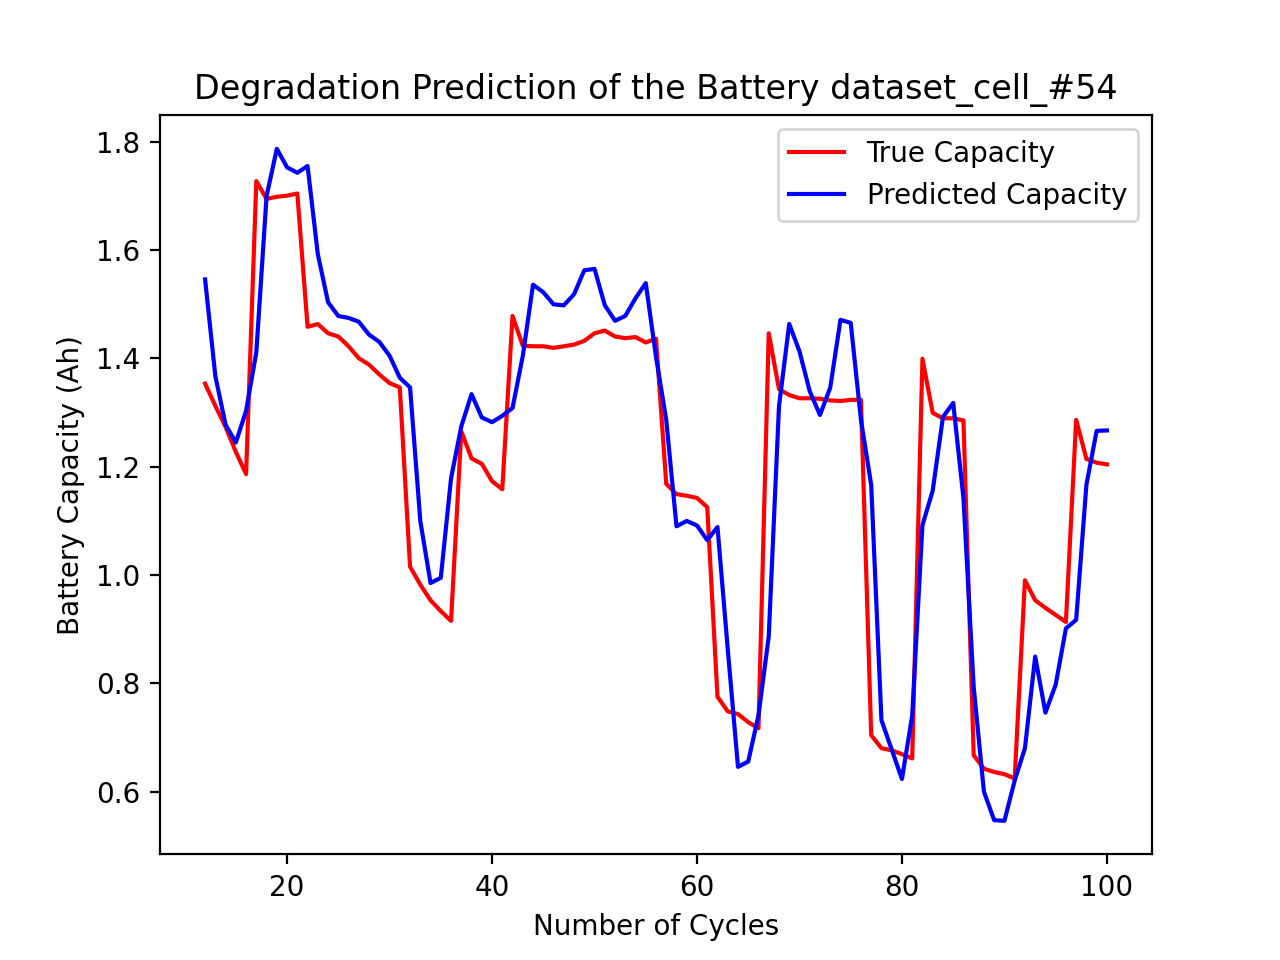 Degradation Prediction of the Battery dataset_cell_#54
True Capacity
Predicted Capacity
Battery Capacity (Ah)
1.8
1.6
1.4
1.2
1.0
0.8
0.6
20 40 60 80 100
Number of Cycles